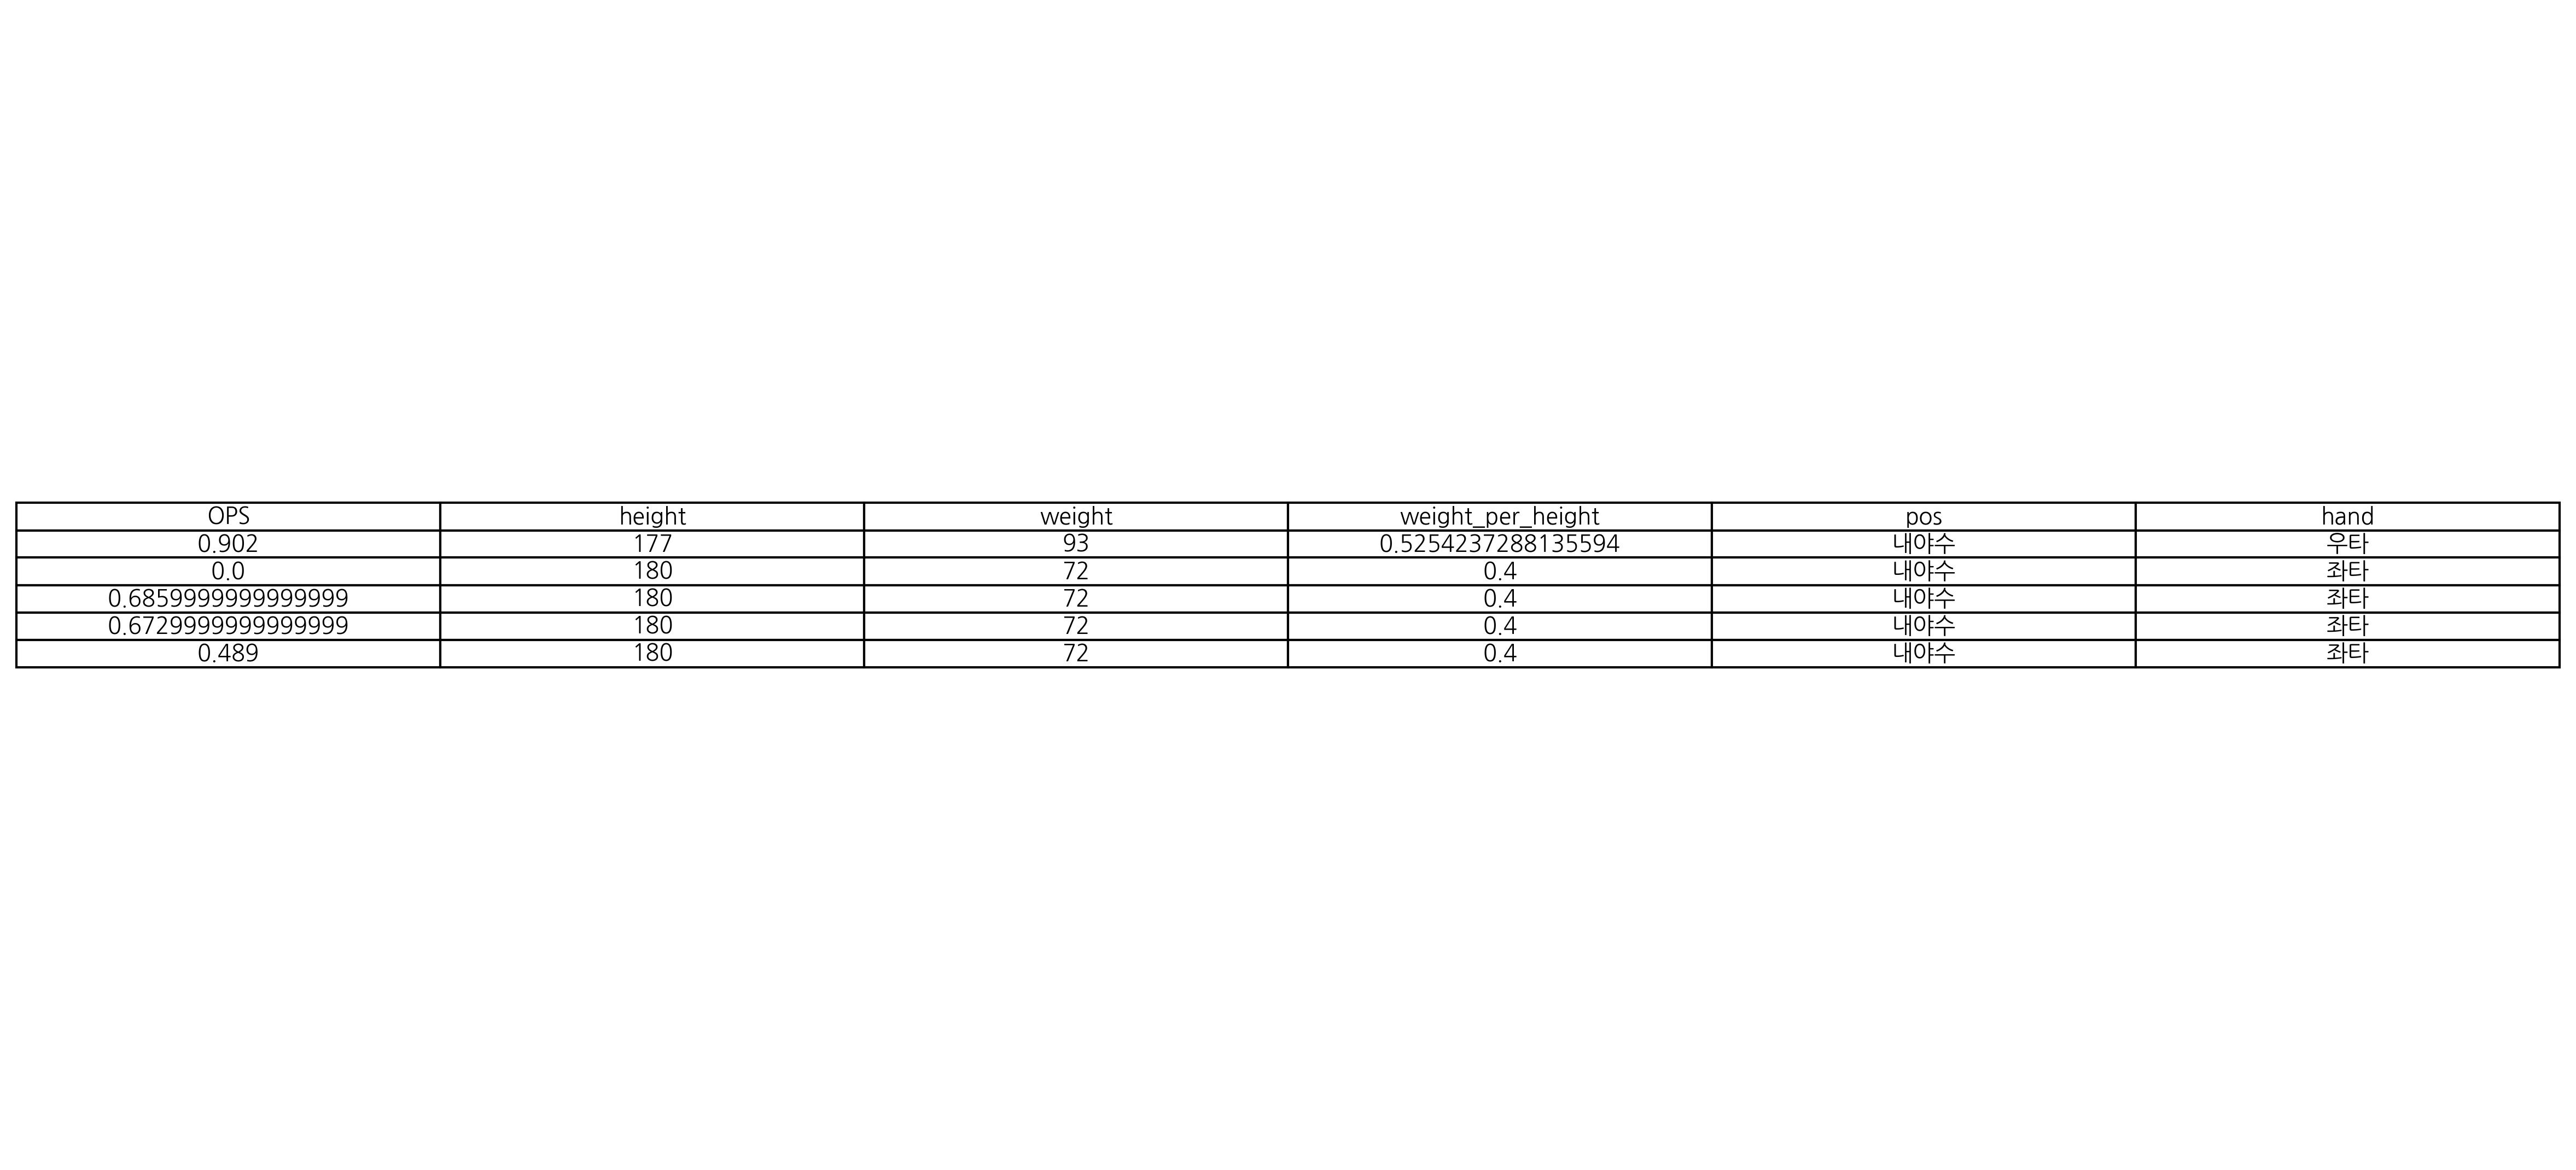 OPS height weight weight_per_height pos hand
0.902 177 93 0.5254237288135594 내야수 우타
0.0 180 72 0.4 내야수 좌타
0.6859999999999999 180 72 0.4 내야수 좌타
0.6729999999999999 180 72 0.4 내야수 좌타
0.489 180 72 0.4 내야수 좌타